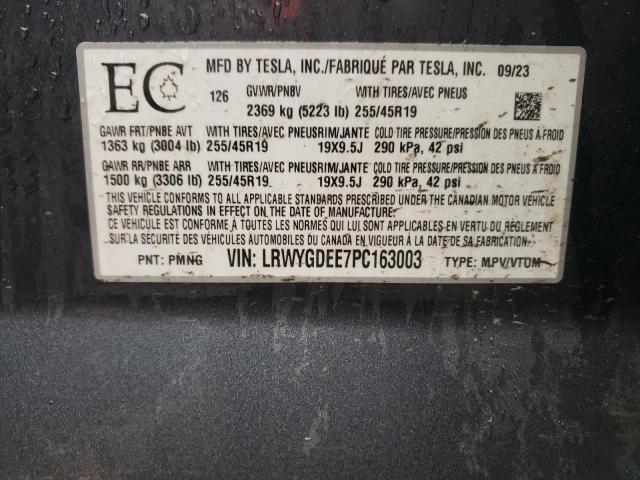 EC
MFD BY TESLA, INC./FABRIQUÉ PAR TESLA, INC. 09/23
126 GVWR/PNBV WITH TIRES/AVEC PNEUS
2369 kg (5223 lb) 255/45R19
GAWR FRT/PNBE AVT WITH TIRES/AVEC PNEUS RIM/JANTE COLD TIRE PRESSURE/PRESSION DES PNEUS À FROID
1363 kg (3004 lb) 255/45R19 19X9.5J 290 kPa, 42 psi
GAWR RR/PNBE ARR WITH TIRES/AVEC PNEUS RIM/JANTE COLD TIRE PRESSURE/PRESSION DES PNEUS À FROID
1500 kg (3306 lb) 255/45R19 19X9.5J 290 kPa, 42 psi
THIS VEHICLE CONFORMS TO ALL APPLICABLE STANDARDS PRESCRIBED UNDER THE CANADIAN MOTOR VEHICLE
SAFETY REGULATIONS IN EFFECT ON THE DATE OF MANUFACTURE.
CE VÉHICULE EST CONFORME À TOUTES LES NORMES QUI LUI SONT APPLICABLES EN VERTU DU RÈGLEMENT
SUR LA SÉCURITÉ DES VÉHICULES AUTOMOBILES DU CANADA EN VIGUEUR À LA DATE DE SA FABRICATION.
PNT: PMNG VIN: LRWYGDEE7PC163003 TYPE: MPV/VTUM